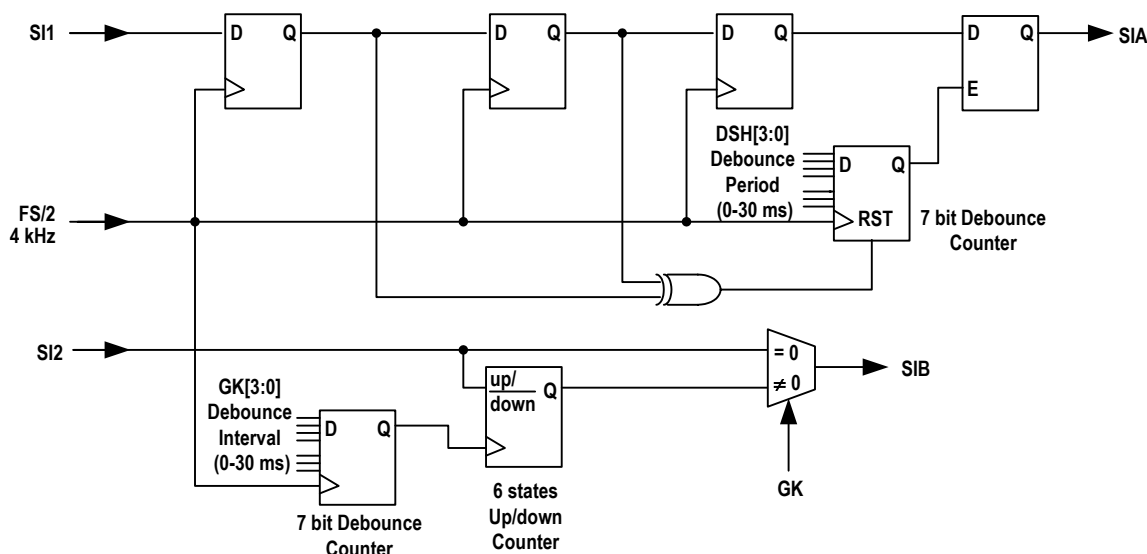 SI1
D Q
D Q
D Q
D Q
E
SIA
DSH[3:0]
Debounce
Period
(0-30 ms)
D Q
RST
7 bit Debounce
Counter
FS/2
4 kHz
SI2
= 0
≠ 0
SIB
GK[3:0]
Debounce
Interval
(0-30 ms)
D Q
up/
down
Q
GK
6 states
Up/down
Counter
7 bit Debounce
Counter